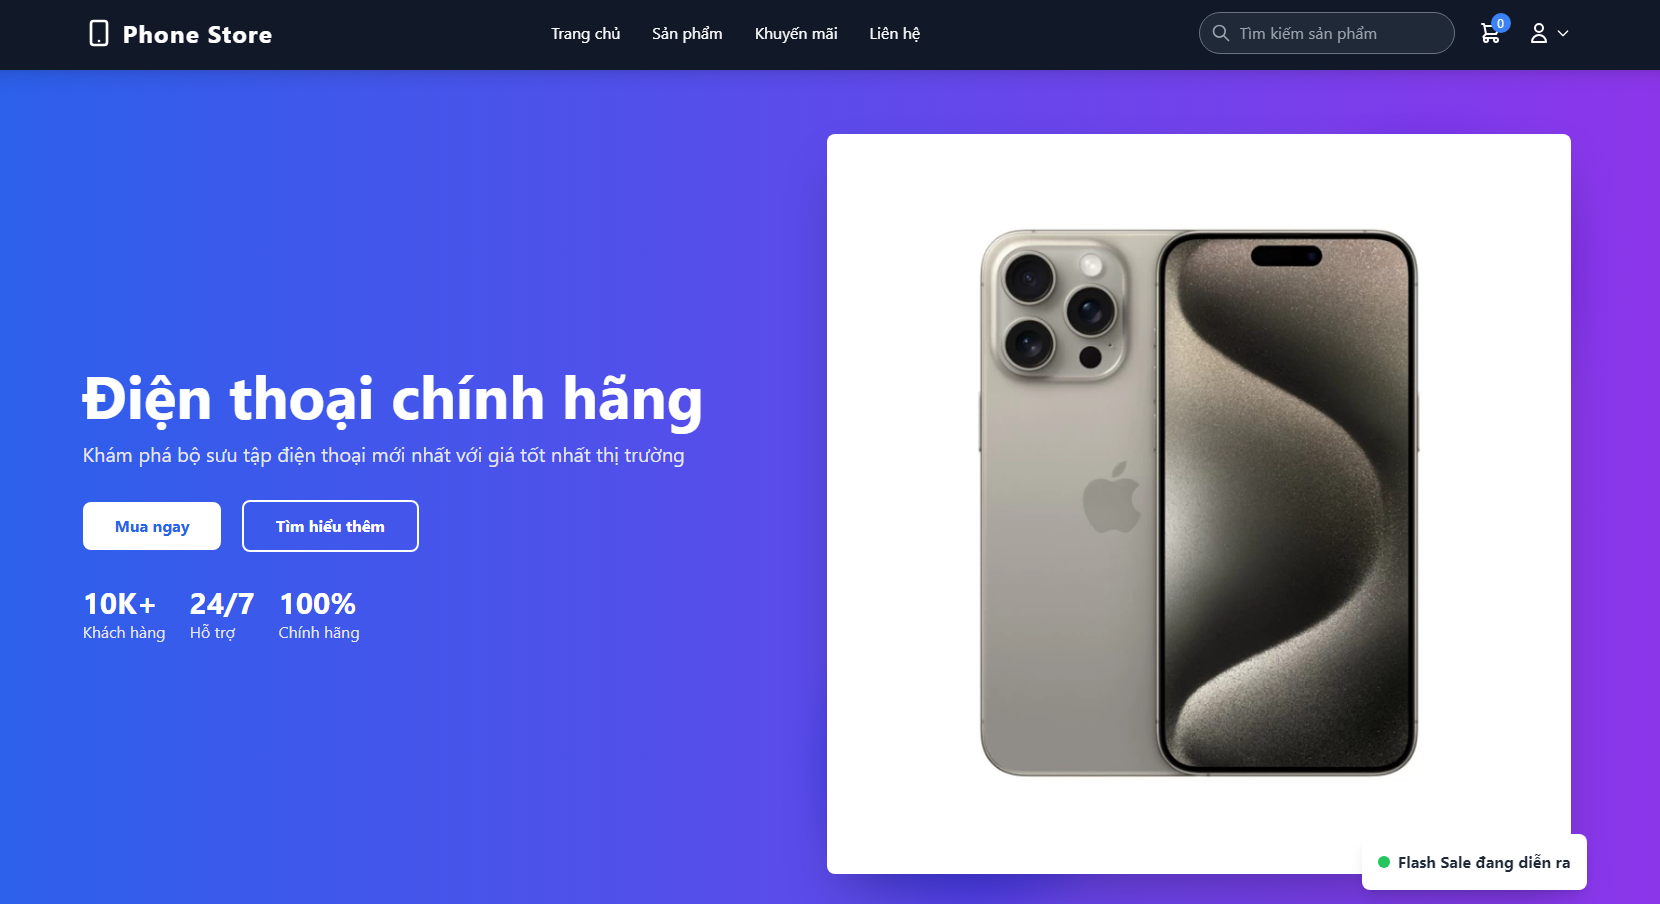 Phone Store
Trang chủ
Sản phẩm
Khuyến mãi
Liên hệ
Tìm kiếm sản phẩm
0
Điện thoại chính hãng
Khám phá bộ sưu tập điện thoại mới nhất với giá tốt nhất thị trường
Mua ngay
Tìm hiểu thêm
10K+
Khách hàng
24/7
Hỗ trợ
100%
Chính hãng
Flash Sale đang diễn ra